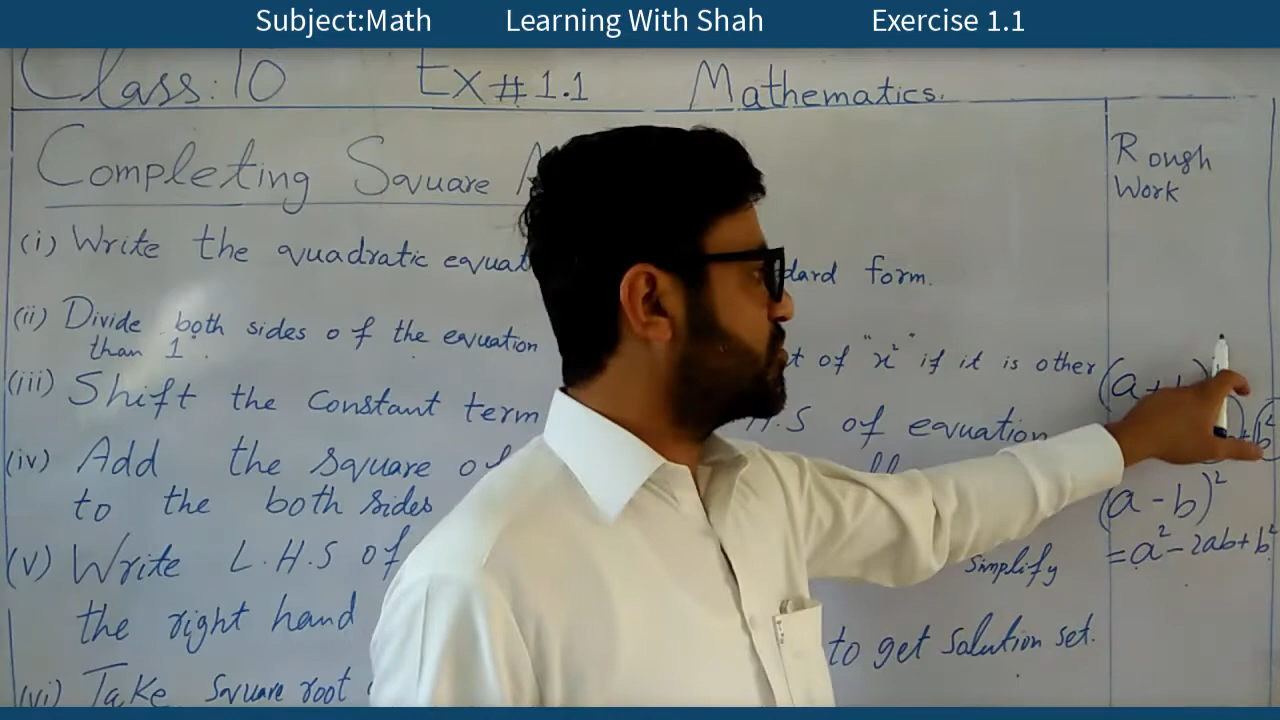 Subject:Math Learning With Shah Exercise 1.1
Class: 10 Ex # 1.1 Mathematics.
Completing Square
Rough
Work
(i) Write the quadratic form.
(ii) Divide both sides of the equation of "x²" if it is other
than 1.
(iii) Shift the Constant term H.S of equation
(iv) Add the square
to the both sides
(v) Write L.H.S of simplify
the right hand
(vi) Take Square root to get solution set.
(a +
+b²
(a - b)²
= a² - 2ab + b²